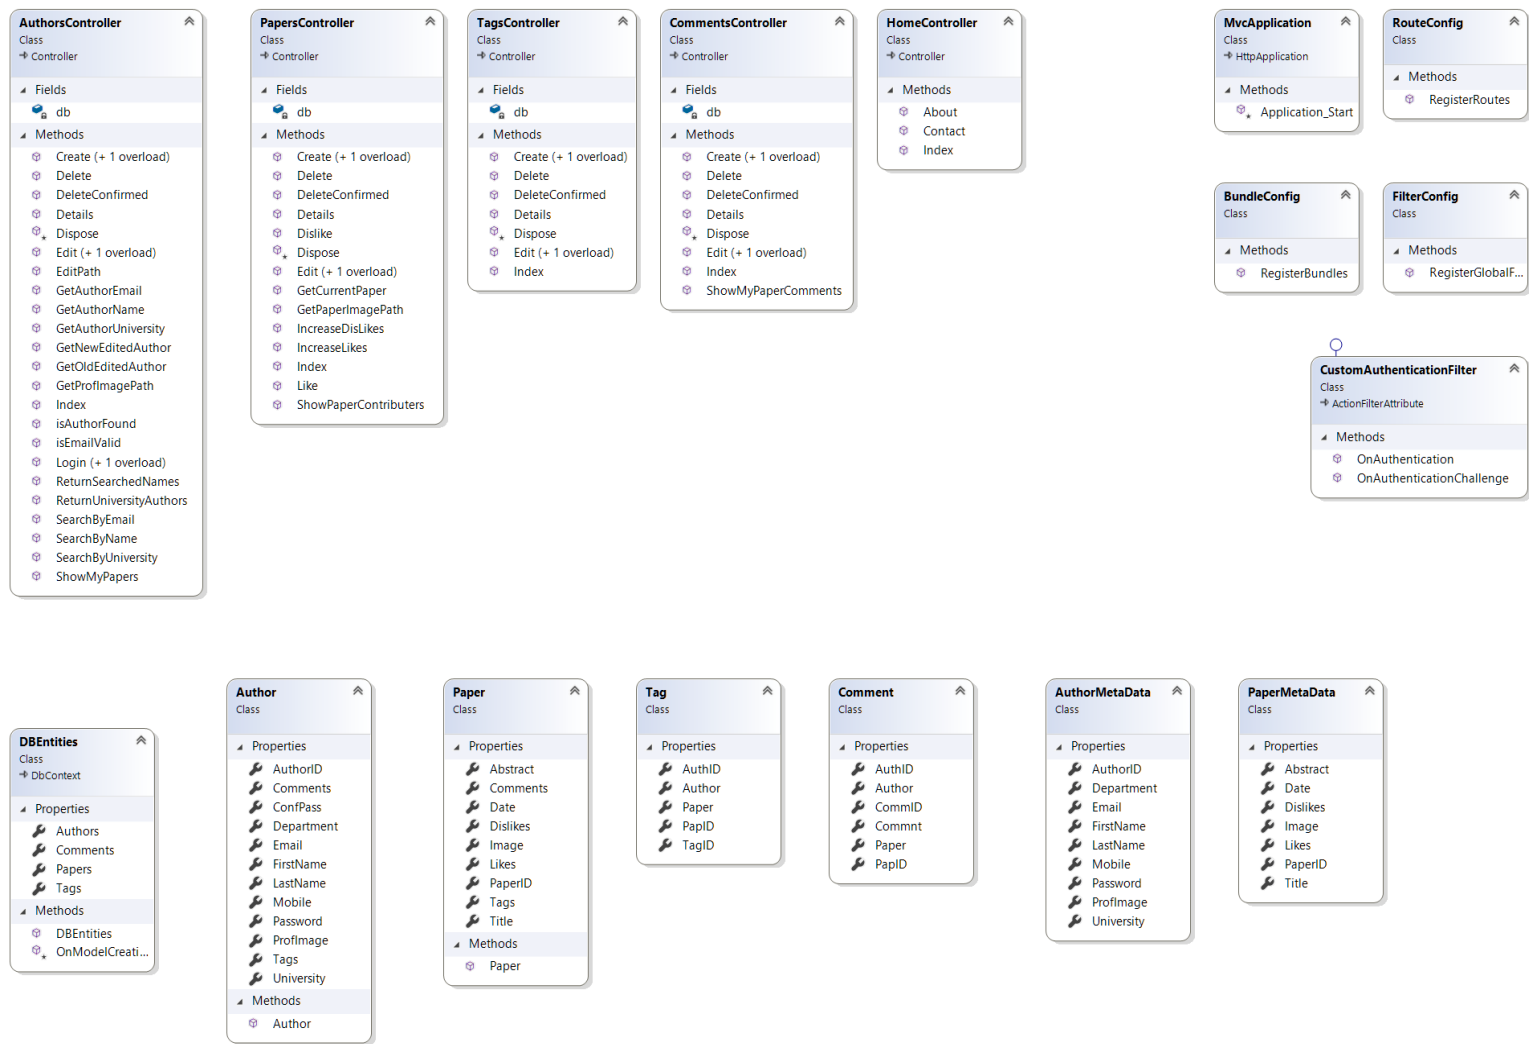 AuthorsController
Class
Controller
Fields
db
Methods
Create (+ 1 overload)
Delete
DeleteConfirmed
Details
Dispose
Edit (+ 1 overload)
EditPath
GetAuthorEmail
GetAuthorName
GetAuthorUniversity
GetNewEditedAuthor
GetOldEditedAuthor
GetProfImagePath
Index
isAuthorFound
isEmailValid
Login (+ 1 overload)
ReturnSearchedNames
ReturnUniversityAuthors
SearchByEmail
SearchByName
SearchByUniversity
ShowMyPapers
PapersController
Class
Controller
Fields
db
Methods
Create (+ 1 overload)
Delete
DeleteConfirmed
Details
Dislike
Dispose
Edit (+ 1 overload)
GetCurrentPaper
GetPaperImagePath
IncreaseDisLikes
IncreaseLikes
Index
Like
ShowPaperContributers
TagsController
Class
Controller
Fields
db
Methods
Create (+ 1 overload)
Delete
DeleteConfirmed
Details
Dispose
Edit (+ 1 overload)
Index
CommentsController
Class
Controller
Fields
db
Methods
Create (+ 1 overload)
Delete
DeleteConfirmed
Details
Dispose
Edit (+ 1 overload)
Index
ShowMyPaperComments
HomeController
Class
Controller
Methods
About
Contact
Index
MvcApplication
Class
HttpApplication
Methods
Application_Start
RouteConfig
Class
Methods
RegisterRoutes
BundleConfig
Class
Methods
RegisterBundles
FilterConfig
Class
Methods
RegisterGlobalF...
CustomAuthenticationFilter
Class
ActionFilterAttribute
Methods
OnAuthentication
OnAuthenticationChallenge
DBEntities
Class
DbContext
Properties
Authors
Comments
Papers
Tags
Methods
DBEntities
OnModelCreati...
Author
Class
Properties
AuthorID
Comments
ConfPass
Department
Email
FirstName
LastName
Mobile
Password
ProfImage
Tags
University
Methods
Author
Paper
Class
Properties
Abstract
Comments
Date
Dislikes
Image
Likes
PaperID
Tags
Title
Methods
Paper
Tag
Class
Properties
AuthID
Author
Paper
PapID
TagID
Comment
Class
Properties
AuthID
Author
CommID
Commnt
Paper
PapID
AuthorMetaData
Class
Properties
AuthorID
Department
Email
FirstName
LastName
Mobile
Password
ProfImage
University
PaperMetaData
Class
Properties
Abstract
Date
Dislikes
Image
Likes
PaperID
Title